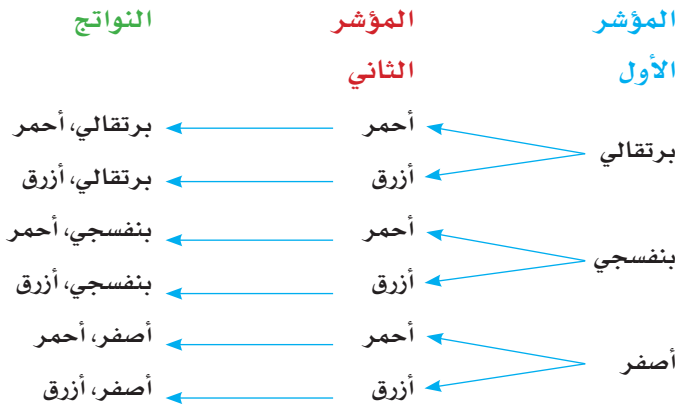 المؤشر المؤشر النواتج
الأول الثاني
برتقالي
أحمر برتقالي، أحمر
أزرق برتقالي، أزرق
بنفسجي
أحمر بنفسجي، أحمر
أزرق بنفسجي، أزرق
أصفر
أحمر أصفر، أحمر
أزرق أصفر، أزرق